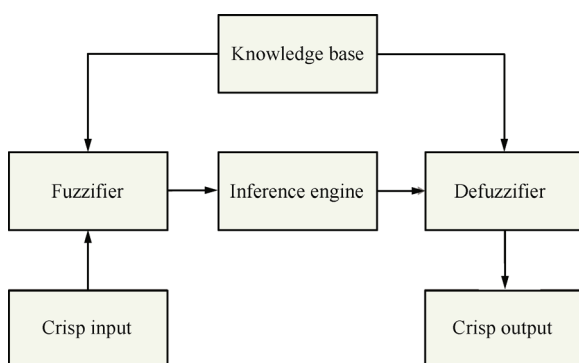 Knowledge base
Fuzzifier
Inference engine
Defuzzifier
Crisp input
Crisp output